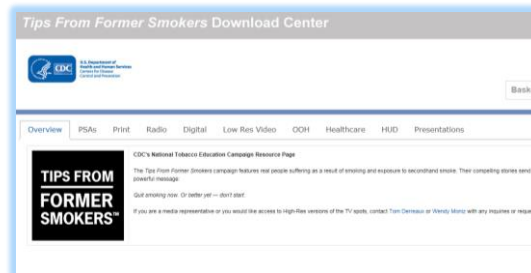 Tips From Former Smokers Download Center
CDC
U.S. Department of
Health and Human Services
Centers for Disease
Control and Prevention
Bask
Overview PSAs Print Radio Digital Low Res Video OOH Healthcare HUD Presentations
TIPS FROM
FORMER
SMOKERS™
CDC's National Tobacco Education Campaign Resource Page
The Tips From Former Smokers campaign features real people suffering as a result of smoking and exposure to secondhand smoke. Their compelling stories send
powerful message:
Quit smoking now. Or better yet — don't start.
If you are a media representative or you would like access to High-Res versions of the TV spots, contact Tom Derreaux or Wendy Moniz with any inquiries or reque